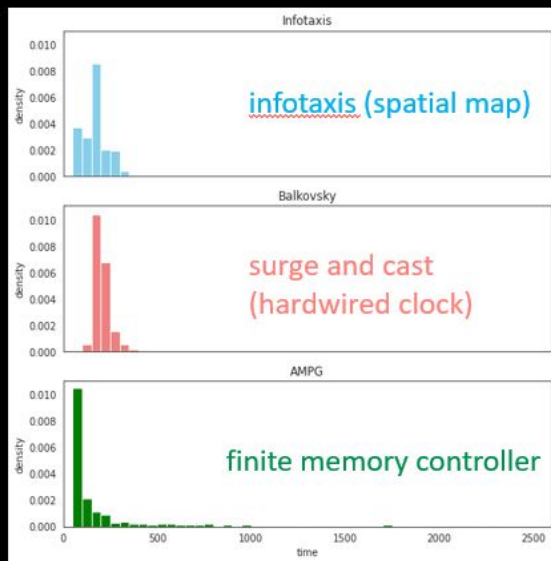 Infotaxis
0.010
0.008
0.006
0.004
0.002
0.000
density
infotaxis (spatial map)
Balkovsky
0.010
0.008
0.006
0.004
0.002
0.000
density
surge and cast
(hardwired clock)
AMPG
0.010
0.008
0.006
0.004
0.002
0.000
density
finite memory controller
0 500 1000 1500 2000 2500
time